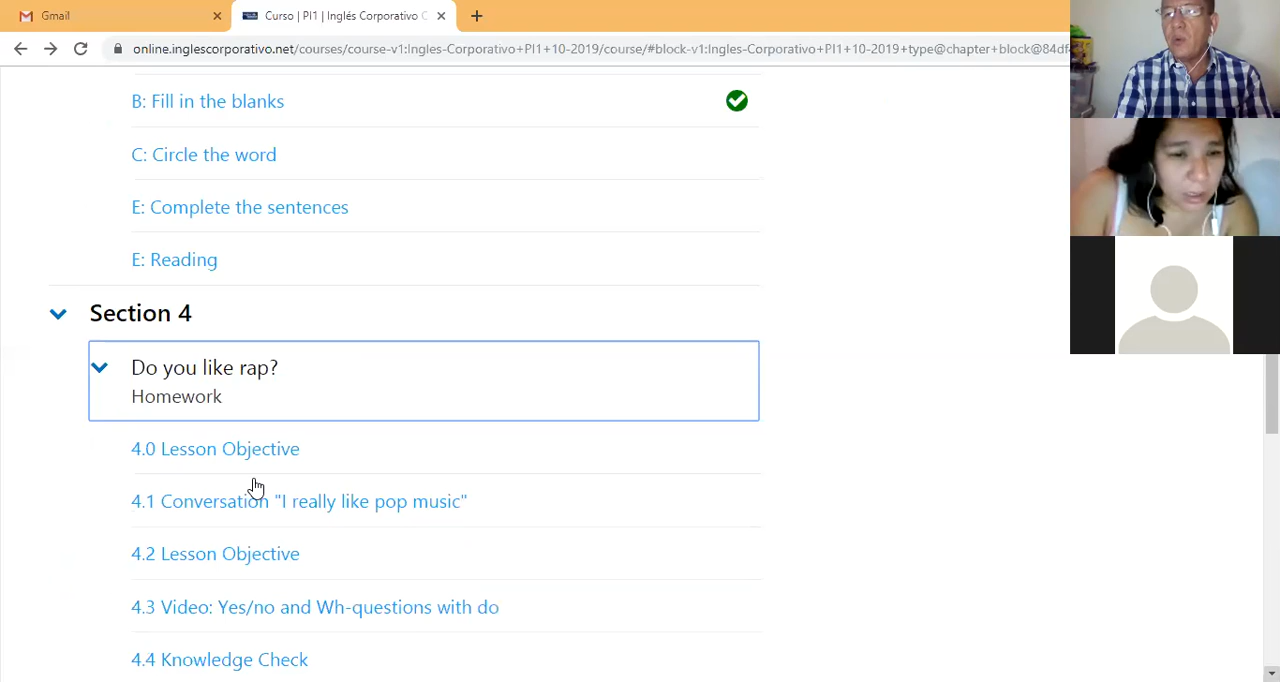 Gmail
Curso | PI1 | Inglés Corporativo C
online.inglescorporativo.net/courses/course-v1:Ingles-Corporativo+PI1+10-2019/course/#block-v1:Ingles-Corporativo+PI1+10-2019+type@chapter+block@84df
B: Fill in the blanks
C: Circle the word
E: Complete the sentences
E: Reading
Section 4
Do you like rap?
Homework
4.0 Lesson Objective
4.1 Conversation "I really like pop music"
4.2 Lesson Objective
4.3 Video: Yes/no and Wh-questions with do
4.4 Knowledge Check